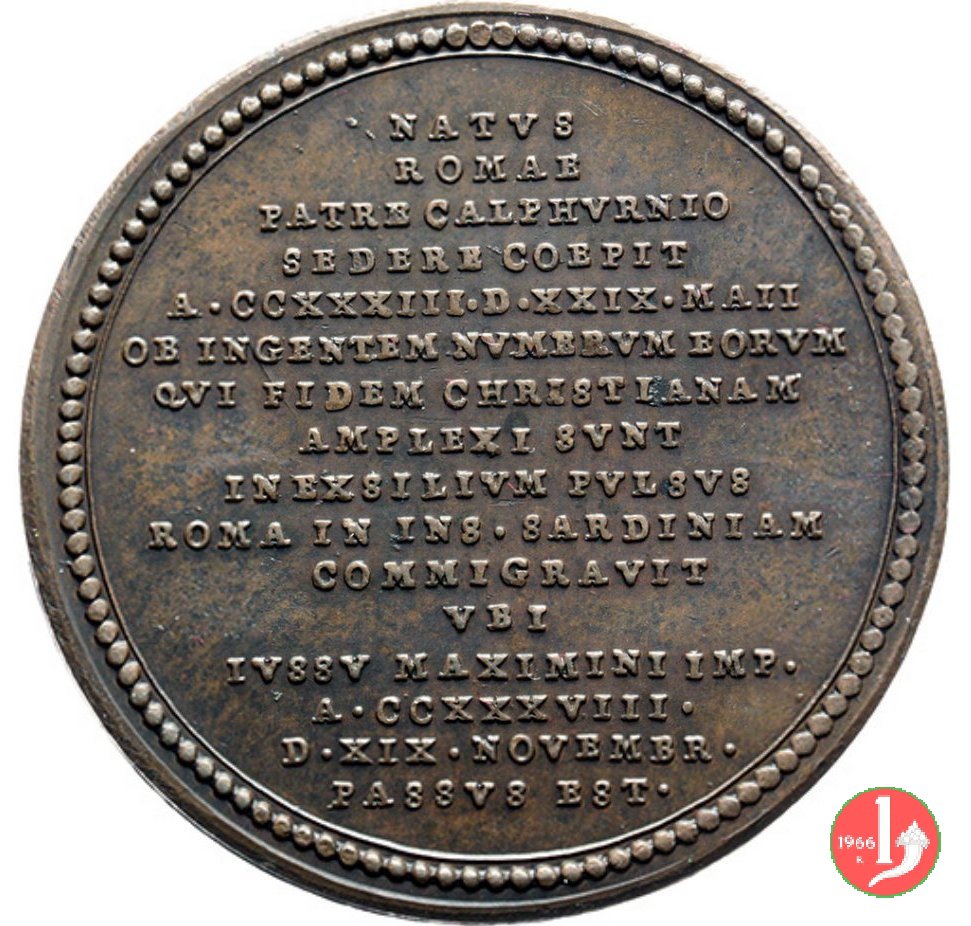 NATVS
ROMAE
PATRE CALPHVRNIO
SEDERE COEPIT
A · CCXXXIII · D · XXIX · MAII
OB INGENTEM NVMERVM EORVM
QVI FIDEM CHRISTIANAM
AMPLEXI SVNT
IN EXSILIVM PVLSVS
ROMA IN INS · SARDINIAM
COMMIGRAVIT
VBI
IVSSV MAXIMINI IMP ·
A · CCXXXVIII ·
D · XIX · NOVEMBR ·
PASSVS EST ·
1966
R